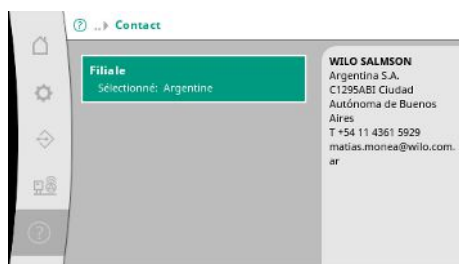 ..▸ Contact
Filiale
Sélectionné: Argentine
WILO SALMSON
Argentina S.A.
C1295ABI Ciudad
Autónoma de Buenos
Aires
T +54 11 4361 5929
matias.monea@wilo.com.
ar